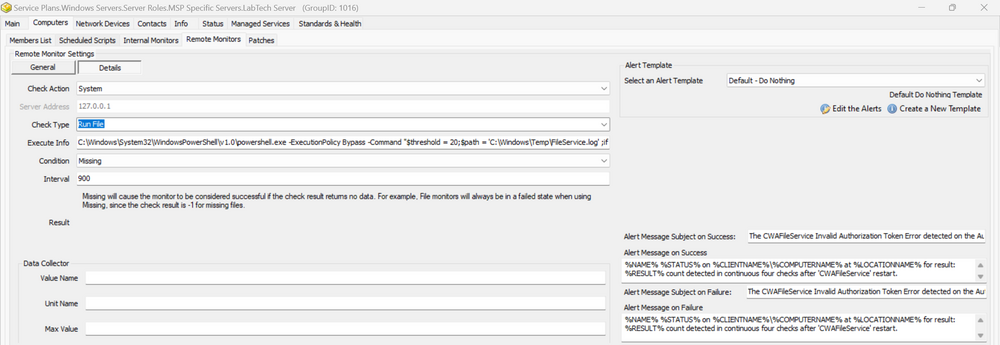 Service Plans.Windows Servers.Server Roles.MSP Specific Servers.LabTech Server (GroupID: 1016)
Main Computers Network Devices Contacts Info Status Managed Services Standards & Health
Members List Scheduled Scripts Internal Monitors Remote Monitors Patches
Remote Monitor Settings
General Details
Check Action System
Server Address 127.0.0.1
Check Type Run File
Execute Info C:\Windows\System32\WindowsPowerShell\v1.0\powershell.exe -ExecutionPolicy Bypass -Command "$threshold = 20;$path = 'C:\Windows\Temp\FileService.log' ;if
Condition Missing
Interval 900
Missing will cause the monitor to be considered successful if the check result returns no data. For example, File monitors will always be in a failed state when using
Missing, since the check result is -1 for missing files.
Result
Data Collector
Value Name
Unit Name
Max Value
Alert Template
Select an Alert Template Default - Do Nothing
Default Do Nothing Template
Edit the Alerts Create a New Template
Alert Message Subject on Success: The CWAFileService Invalid Authorization Token Error detected on the Au
Alert Message on Success
%NAME% %STATUS% on %CLIENTNAME%\%COMPUTERNAME% at %LOCATIONNAME% for result:
%RESULT% count detected in continuous four checks after 'CWAFileService' restart.
Alert Message Subject on Failure: The CWAFileService Invalid Authorization Token Error detected on the Au
Alert Message on Failure
%NAME% %STATUS% on %CLIENTNAME%\%COMPUTERNAME% at %LOCATIONNAME% for result:
%RESULT% count detected in continuous four checks after 'CWAFileService' restart.